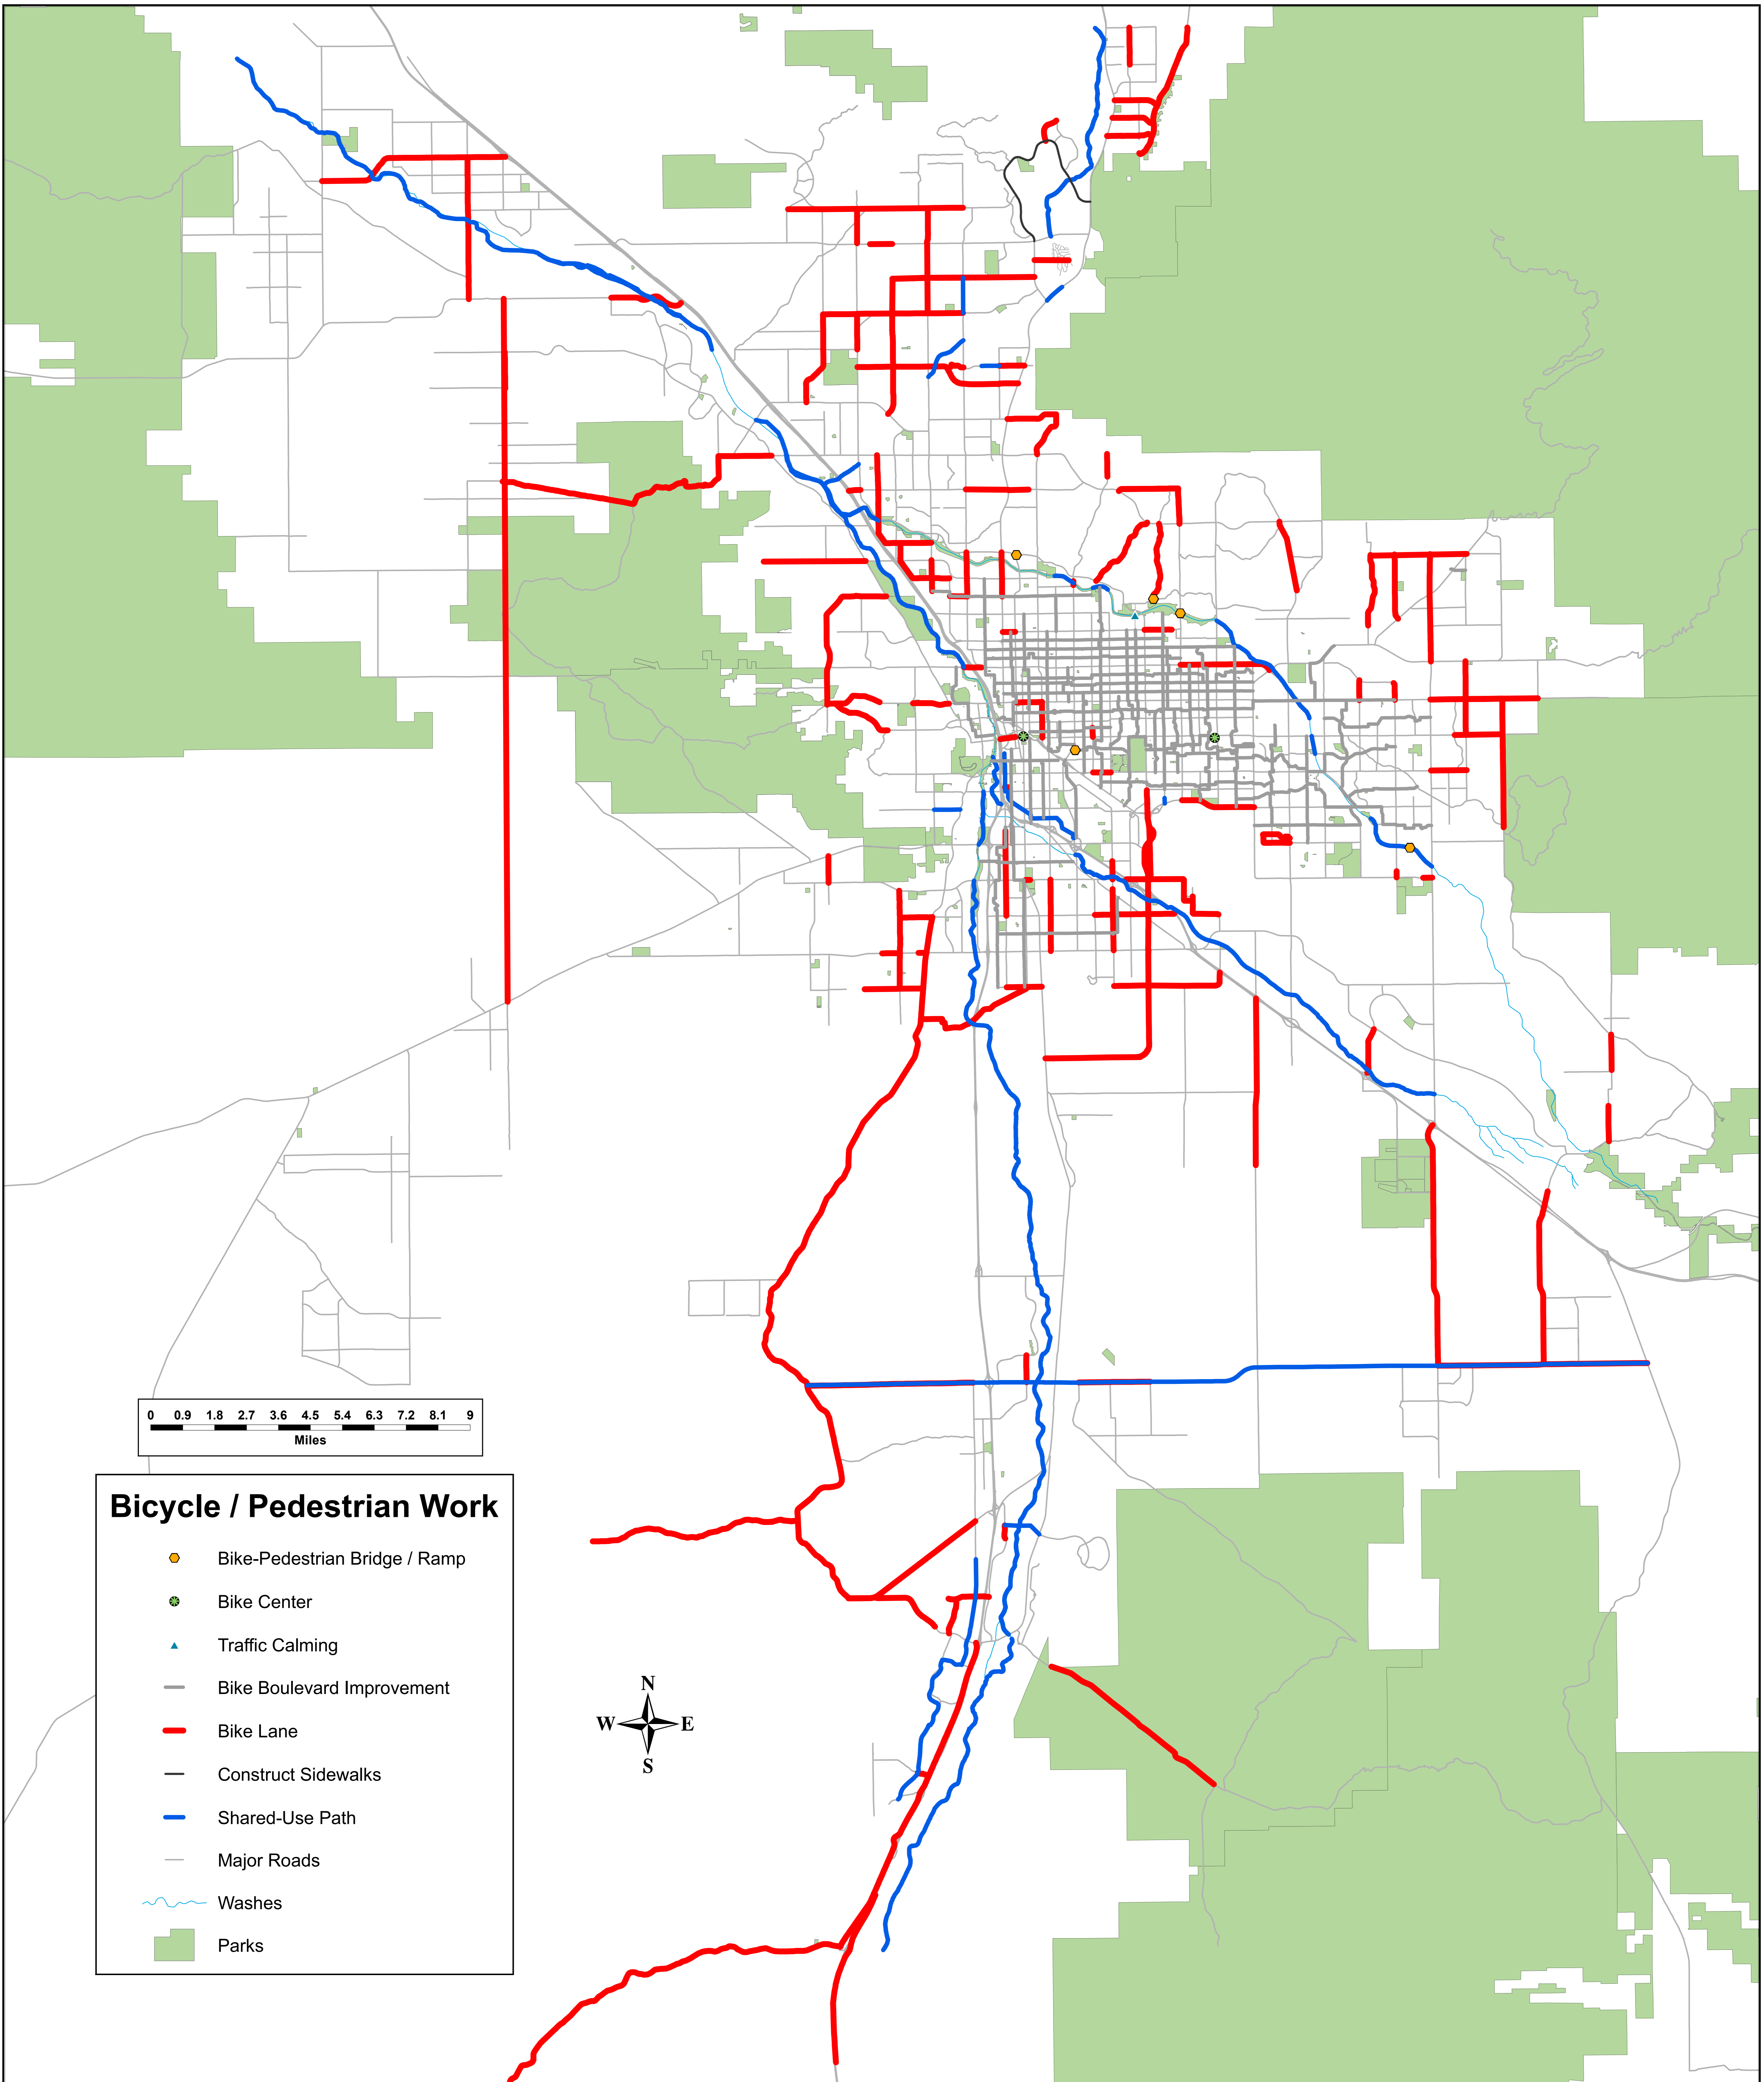 0 0.9 1.8 2.7 3.6 4.5 5.4 6.3 7.2 8.1 9
Miles
Bicycle / Pedestrian Work
Bike-Pedestrian Bridge / Ramp
Bike Center
Traffic Calming
Bike Boulevard Improvement
Bike Lane
Construct Sidewalks
Shared-Use Path
Major Roads
Washes
Parks
N
W E
S